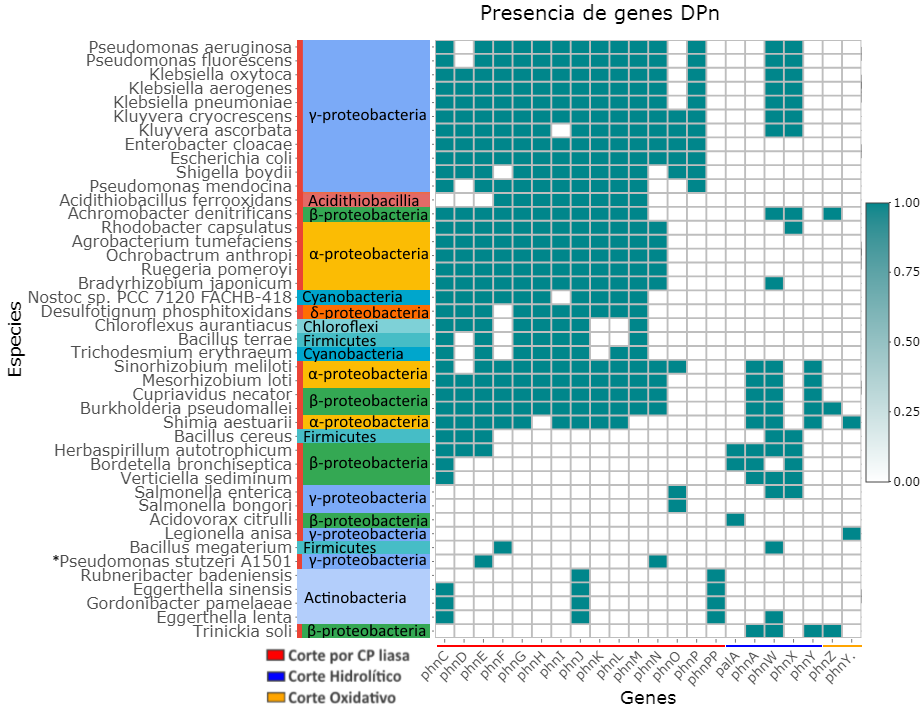 Presencia de genes DPn
Especies
Pseudomonas aeruginosa
Pseudomonas fluorescens
Klebsiella oxytoca
Klebsiella aerogenes
Klebsiella pneumoniae
Kluyvera cryocrescens
Kluyvera ascorbata
Enterobacter cloacae
Escherichia coli
Shigella boydii
Pseudomonas mendocina
Acidithiobacillus ferrooxidans
Achromobacter denitrificans
Rhodobacter capsulatus
Agrobacterium tumefaciens
Ochrobactrum anthropi
Ruegeria pomeroyi
Bradyrhizobium japonicum
Nostoc sp. PCC 7120 FACHB-418
Desulfotignum phosphitoxidans
Chloroflexus aurantiacus
Bacillus terrae
Trichodesmium erythraeum
Sinorhizobium meliloti
Mesorhizobium loti
Cupriavidus necator
Burkholderia pseudomallei
Shimia aestuarii
Bacillus cereus
Herbaspirillum autotrophicum
Bordetella bronchiseptica
Verticiella sediminum
Salmonella enterica
Salmonella bongori
Acidovorax citrulli
Legionella anisa
Bacillus megaterium
*Pseudomonas stutzeri A1501
Rubneribacter badeniensis
Eggerthella sinensis
Gordonibacter pamelaeae
Eggerthella lenta
Trinickia soli
γ-proteobacteria
Acidithiobacillia
β-proteobacteria
α-proteobacteria
Cyanobacteria
δ-proteobacteria
Chloroflexi
Firmicutes
Cyanobacteria
α-proteobacteria
β-proteobacteria
α-proteobacteria
Firmicutes
β-proteobacteria
γ-proteobacteria
β-proteobacteria
γ-proteobacteria
Firmicutes
γ-proteobacteria
Actinobacteria
β-proteobacteria
1.00
0.75
0.50
0.25
0.00
phnC
phnD
phnE
phnF
phnG
phnH
phnI
phnJ
phnK
phnL
phnM
phnN
phnO
phnP
phnPP
palA
phnA
phnW
phnX
phnY
phnZ
phnY.
Genes
Corte por CP liasa
Corte Hidrolítico
Corte Oxidativo